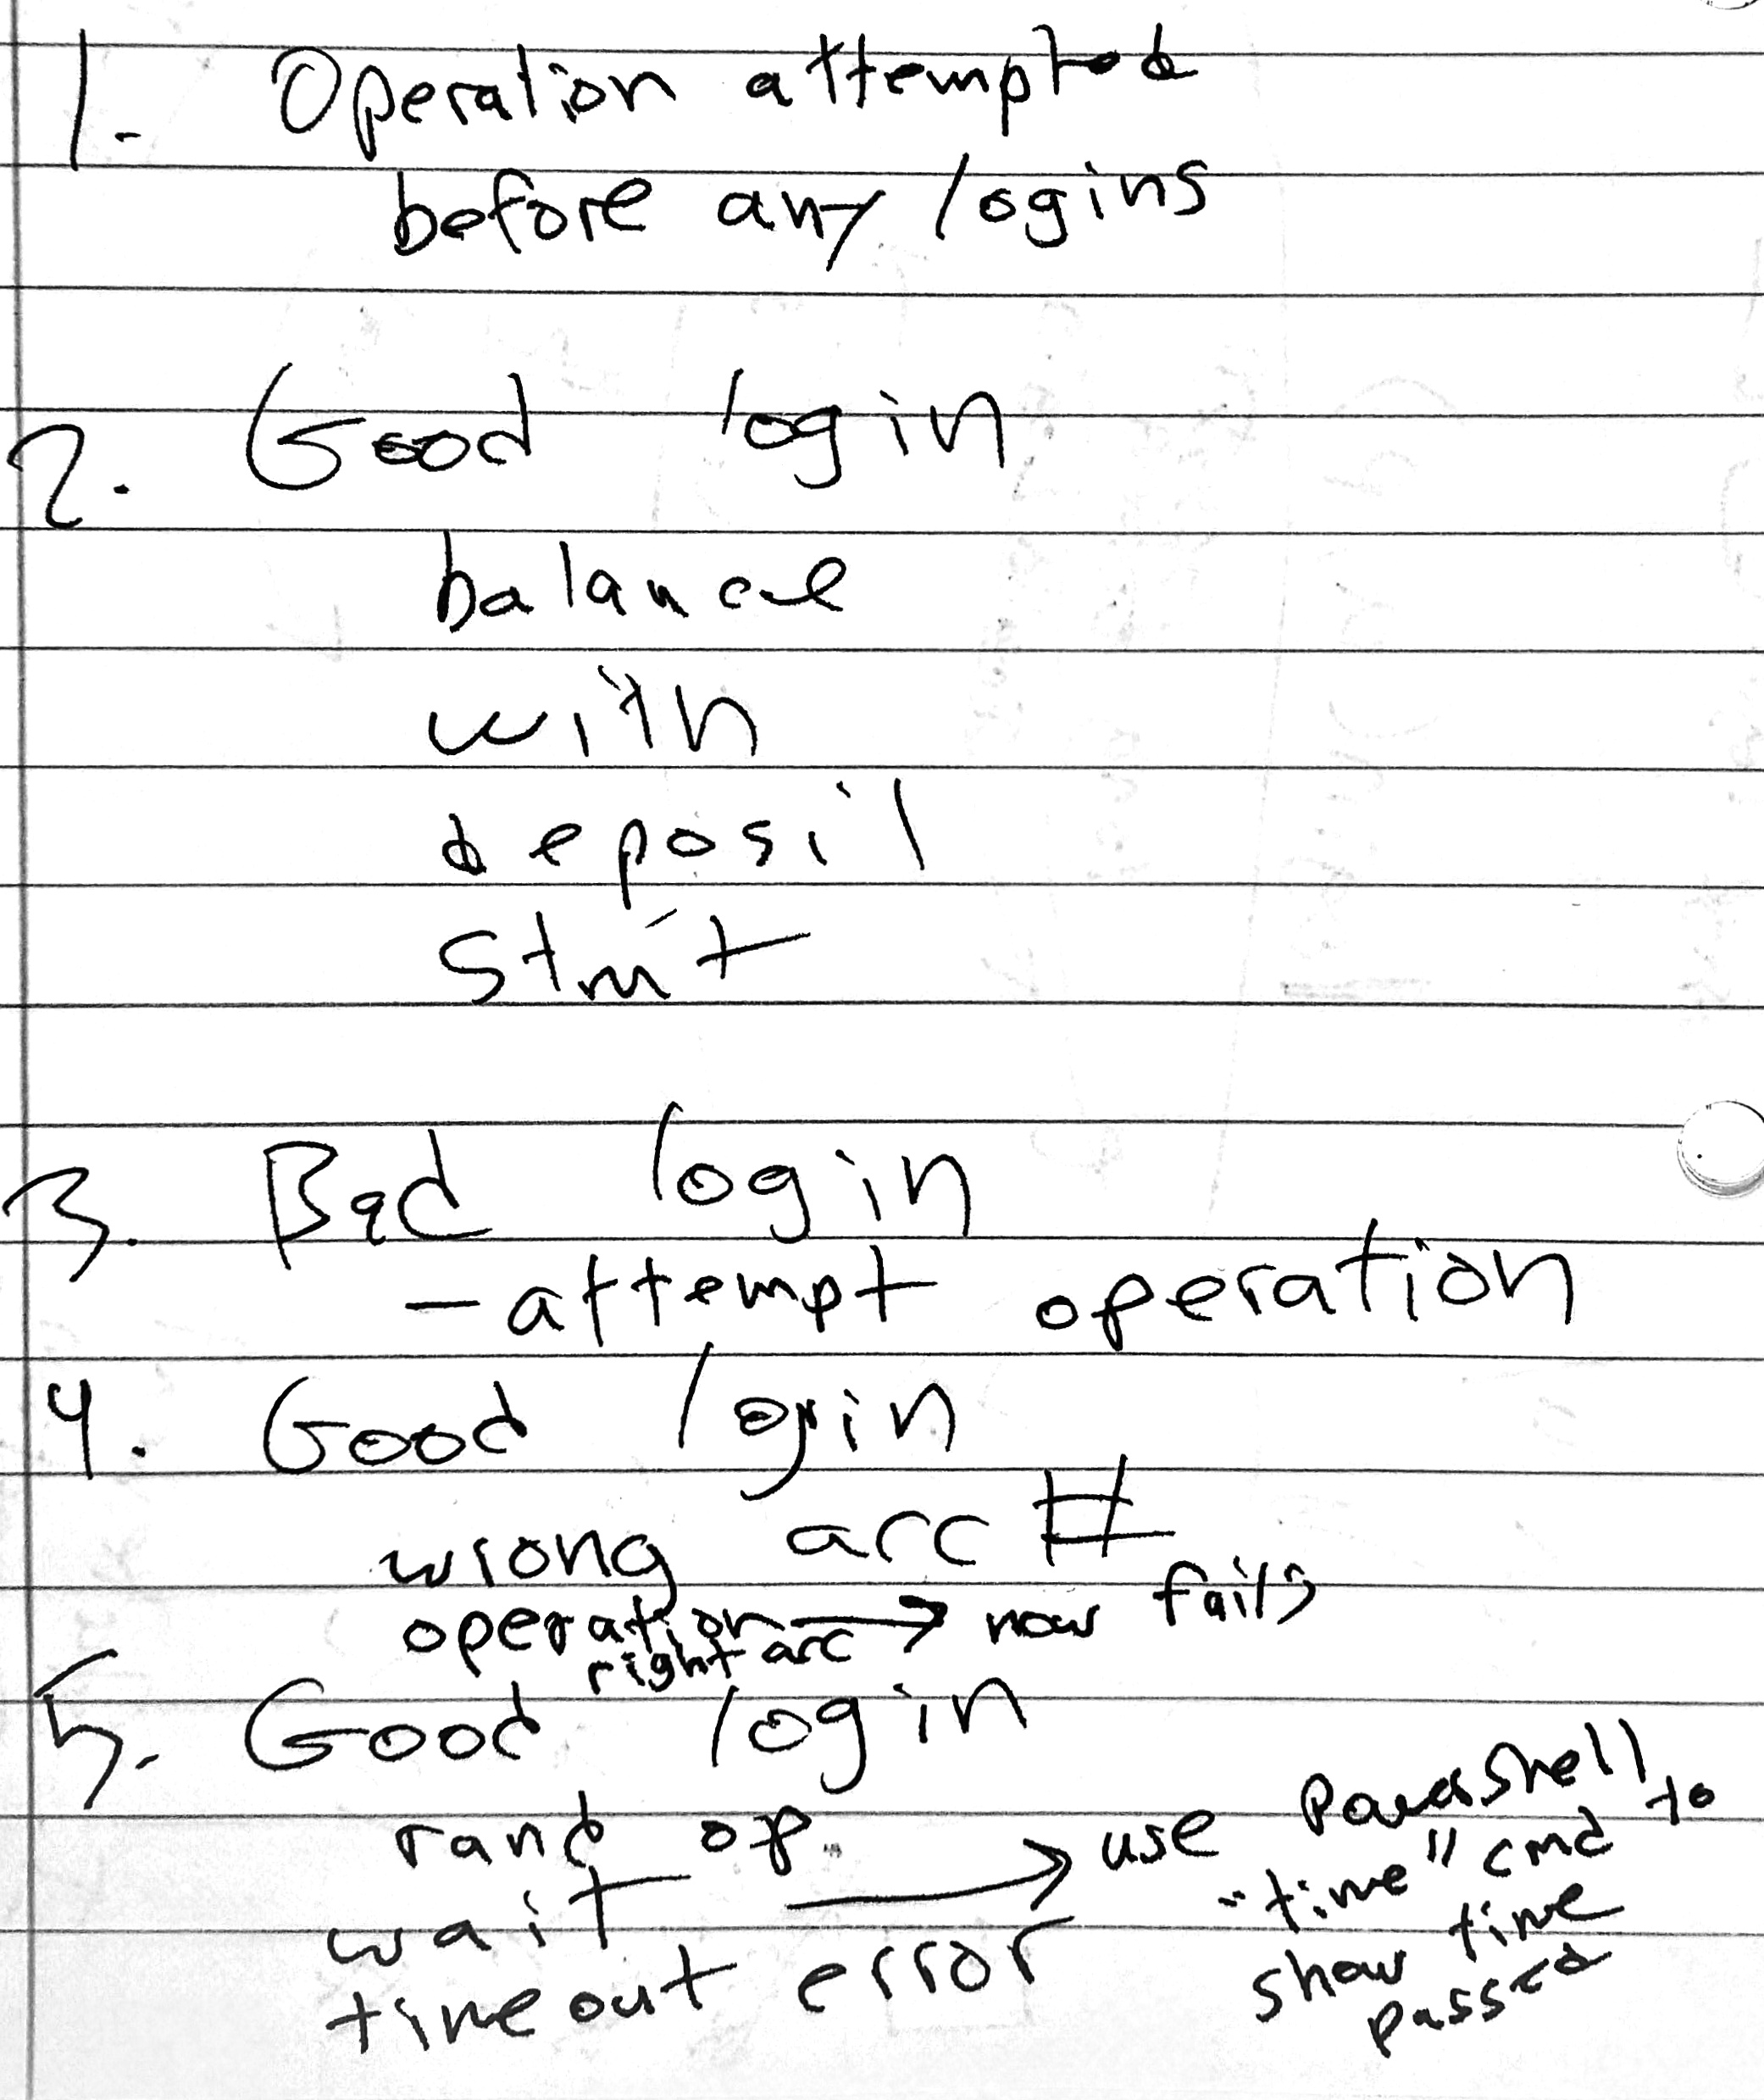 1. Operation attempted
before any logins
2. Good login
balance
with
deposit
stmt
3. Bad login
- attempt operation
4. Good login
wrong acc #
operation → now fails
right acc
5. Good login
rand op
wait → use Powershell
"time" cmd to
timeout error
show time
passed